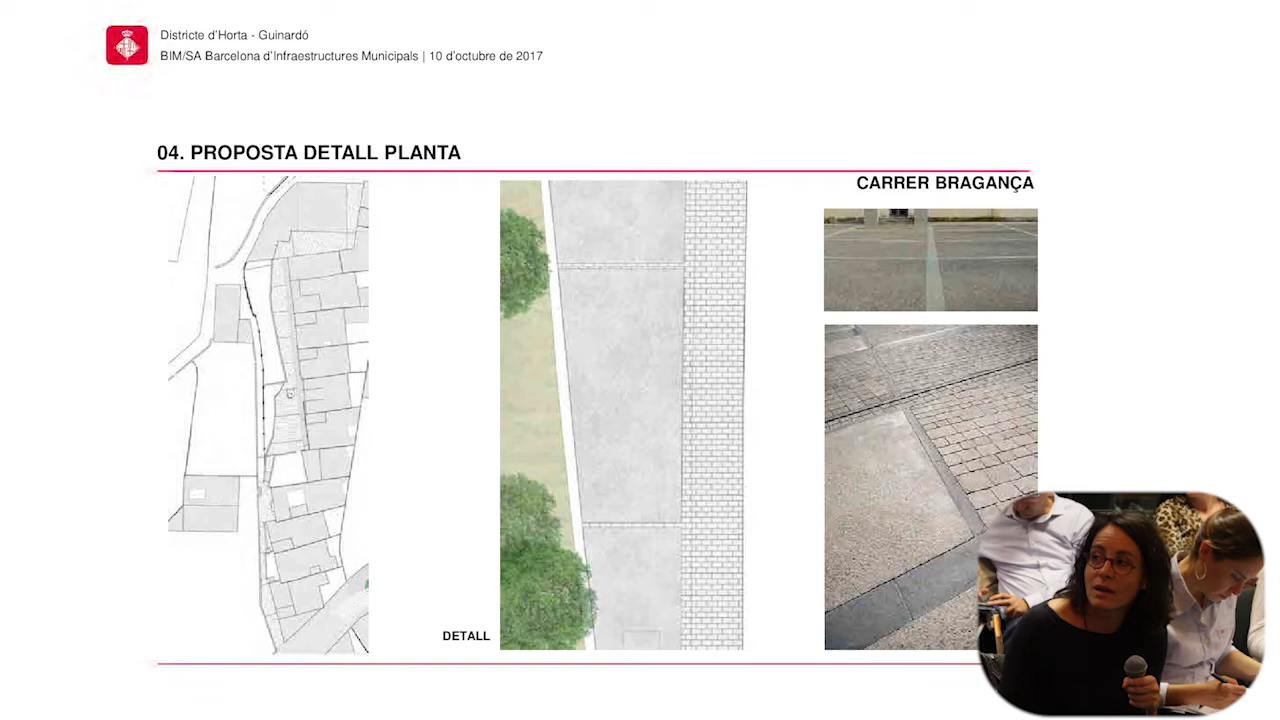 Districte d'Horta - Guinardó
BIM/SA Barcelona d'Infraestructures Municipals | 10 d'octubre de 2017
04. PROPOSTA DETALL PLANTA
CARRER BRAGANÇA
DETALL